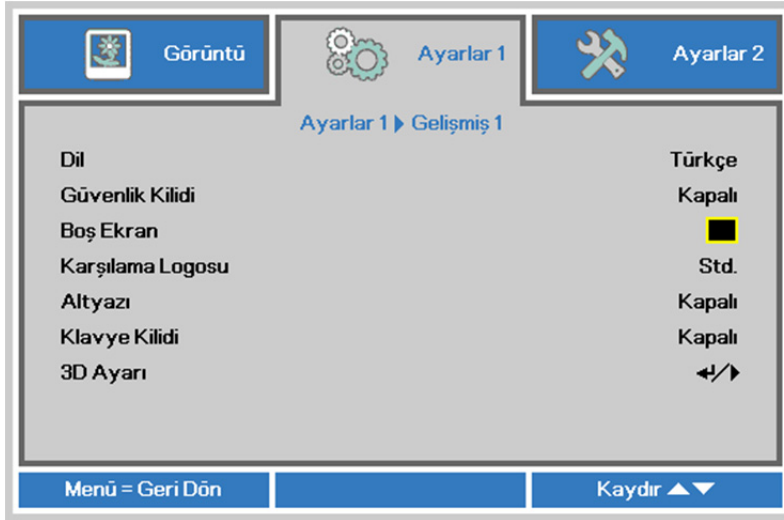 Görüntü
Ayarlar 1
Ayarlar 2
Ayarlar 1 Gelişmiş 1
Dil Türkçe
Güvenlik Kilidi Kapalı
Boş Ekran
Karşılama Logosu Std.
Altyazı Kapalı
Klavye Kilidi Kapalı
3D Ayarı
Menü = Geri Dön
Kaydır